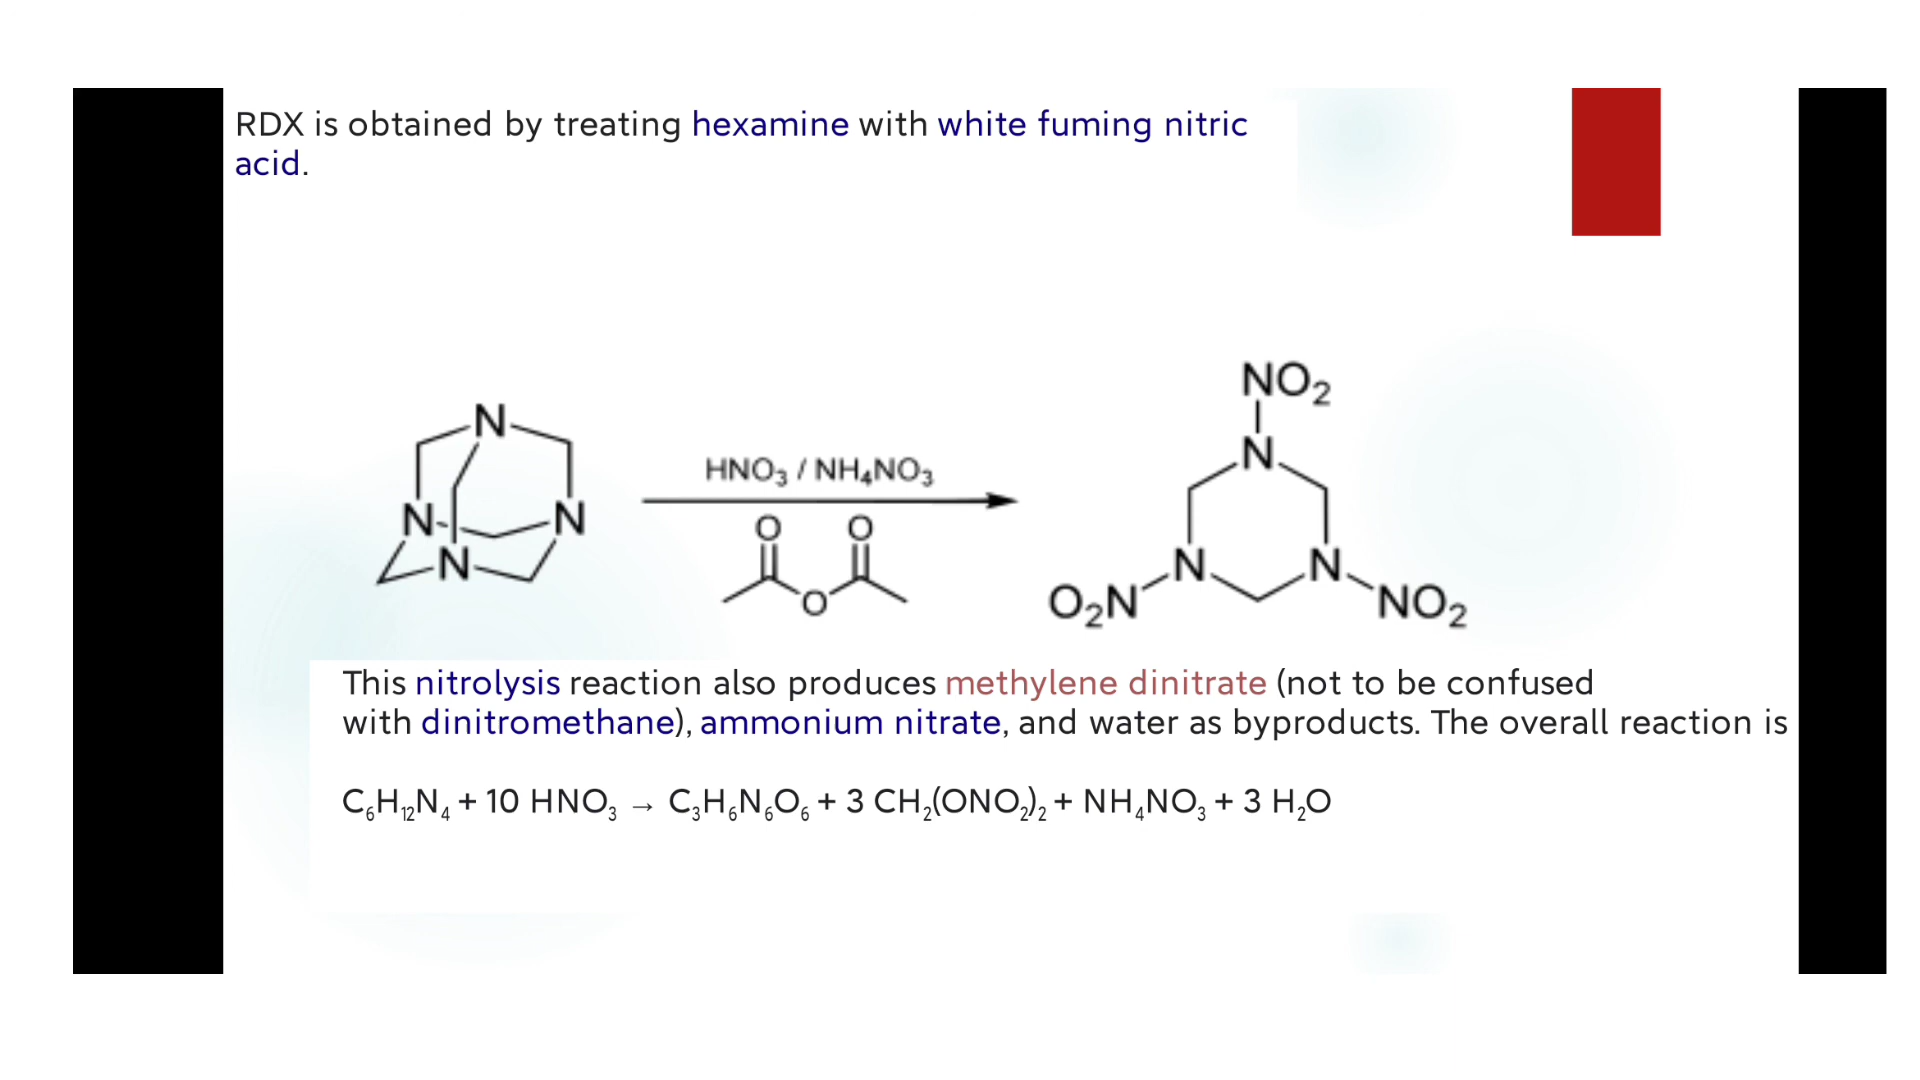 RDX is obtained by treating hexamine with white fuming nitric
acid.
NO₂
N
N
HNO₃ / NH₄NO₃
N N
N
O O
O
N N
O₂N NO₂
This nitrolysis reaction also produces methylene dinitrate (not to be confused
with dinitromethane), ammonium nitrate, and water as byproducts. The overall reaction is
C₆H₁₂N₄ + 10 HNO₃ → C₃H₆N₆O₆ + 3 CH₂(ONO₂)₂ + NH₄NO₃ + 3 H₂O